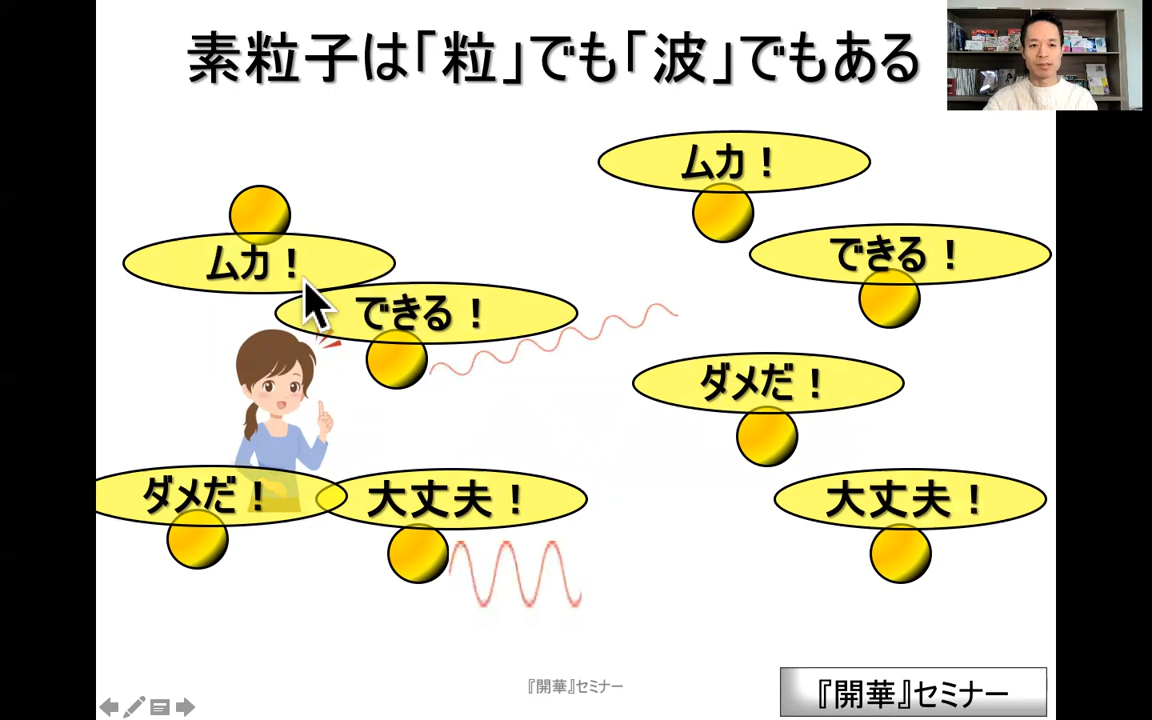 素粒子は「粒」でも「波」でもある
ムカ！
できる！
ムカ！
できる！
ダメだ！
ダメだ！
大丈夫！
大丈夫！
『開華』セミナー
『開華』セミナー